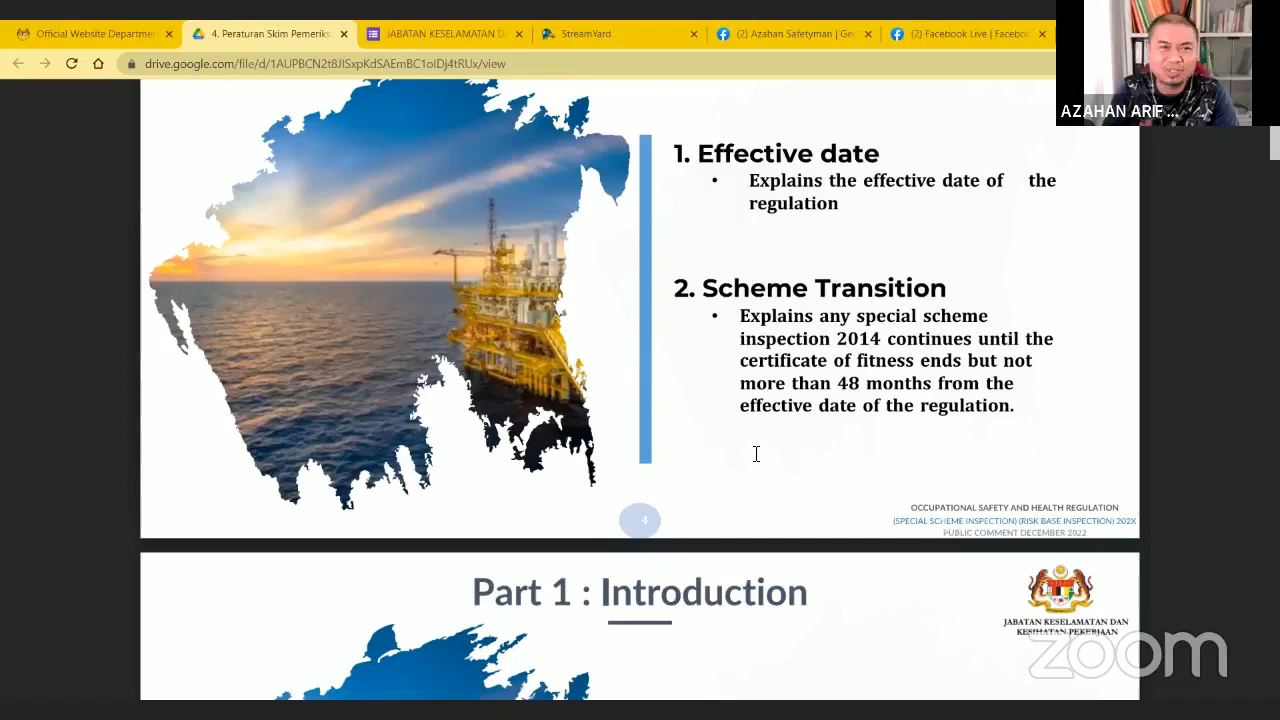 Official Website Departmen
4. Peraturan Skim Pemeriks
JABATAN KESELAMATAN D
StreamYard
(2) Azahan Safetyman | Ge
(2) Facebook Live | Faceboo
drive.google.com/file/d/1AUPBCN2t8JlSxpKdSAEmBC1oIDj4tRUx/view
AZAHAN ARIF ...
1. Effective date
• Explains the effective date of the
regulation
2. Scheme Transition
• Explains any special scheme
inspection 2014 continues until the
certificate of fitness ends but not
more than 48 months from the
effective date of the regulation.
4
OCCUPATIONAL SAFETY AND HEALTH REGULATION
(SPECIAL SCHEME INSPECTION) (RISK BASE INSPECTION) 202X
PUBLIC COMMENT DECEMBER 2022
Part 1 : Introduction
JABATAN KESELAMATAN DAN
KESIHATAN PEKERJAAN
zoom